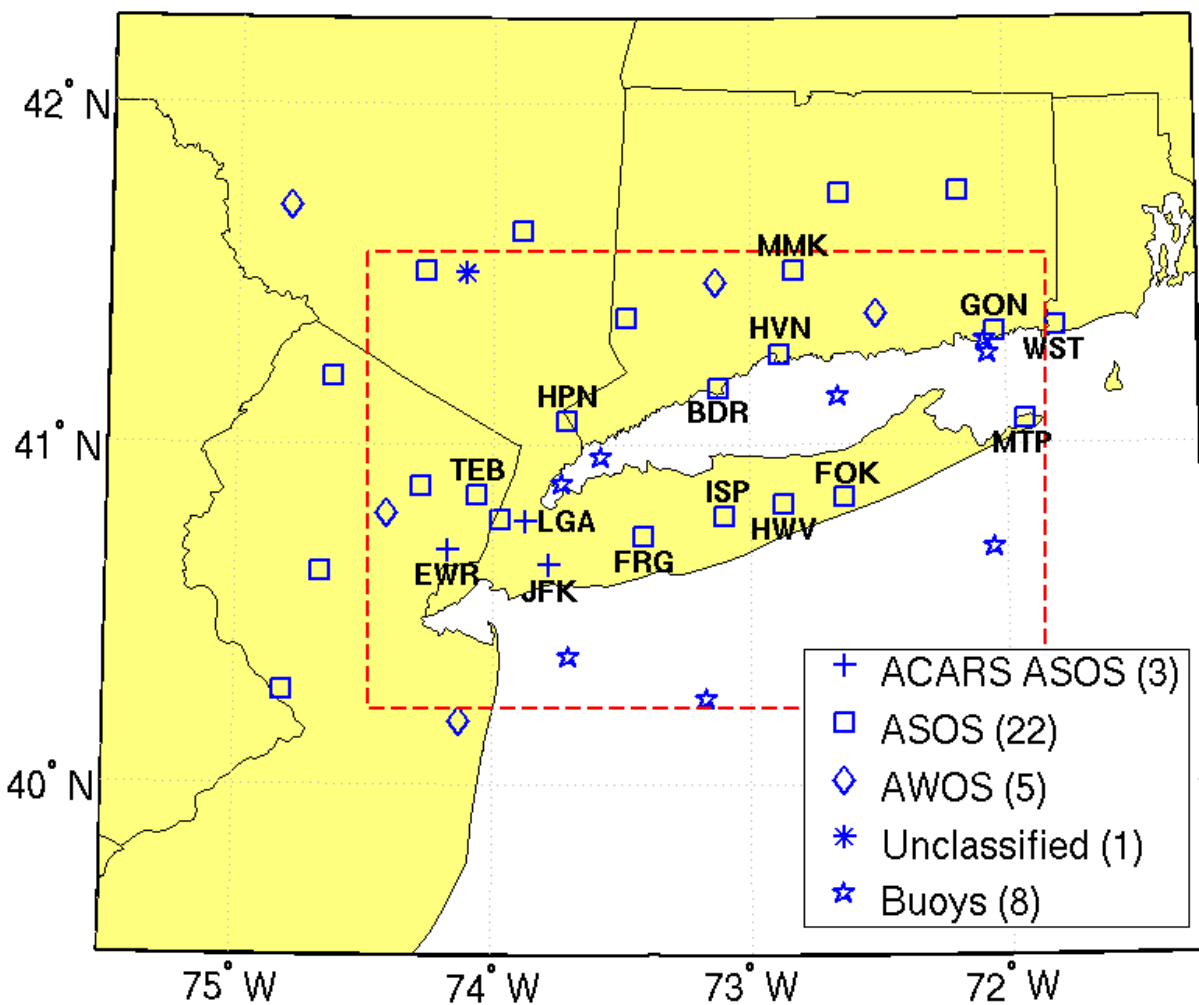 42° N
MMK
GON
HVN
WST
HPN
BDR
41° N
MTP
TEB
FOK
ISP
LGA
HWV
FRG
EWR
JFK
ACARS ASOS (3)
ASOS (22)
AWOS (5)
40° N
Unclassified (1)
Buoys (8)
75° W
74° W
73° W
72° W